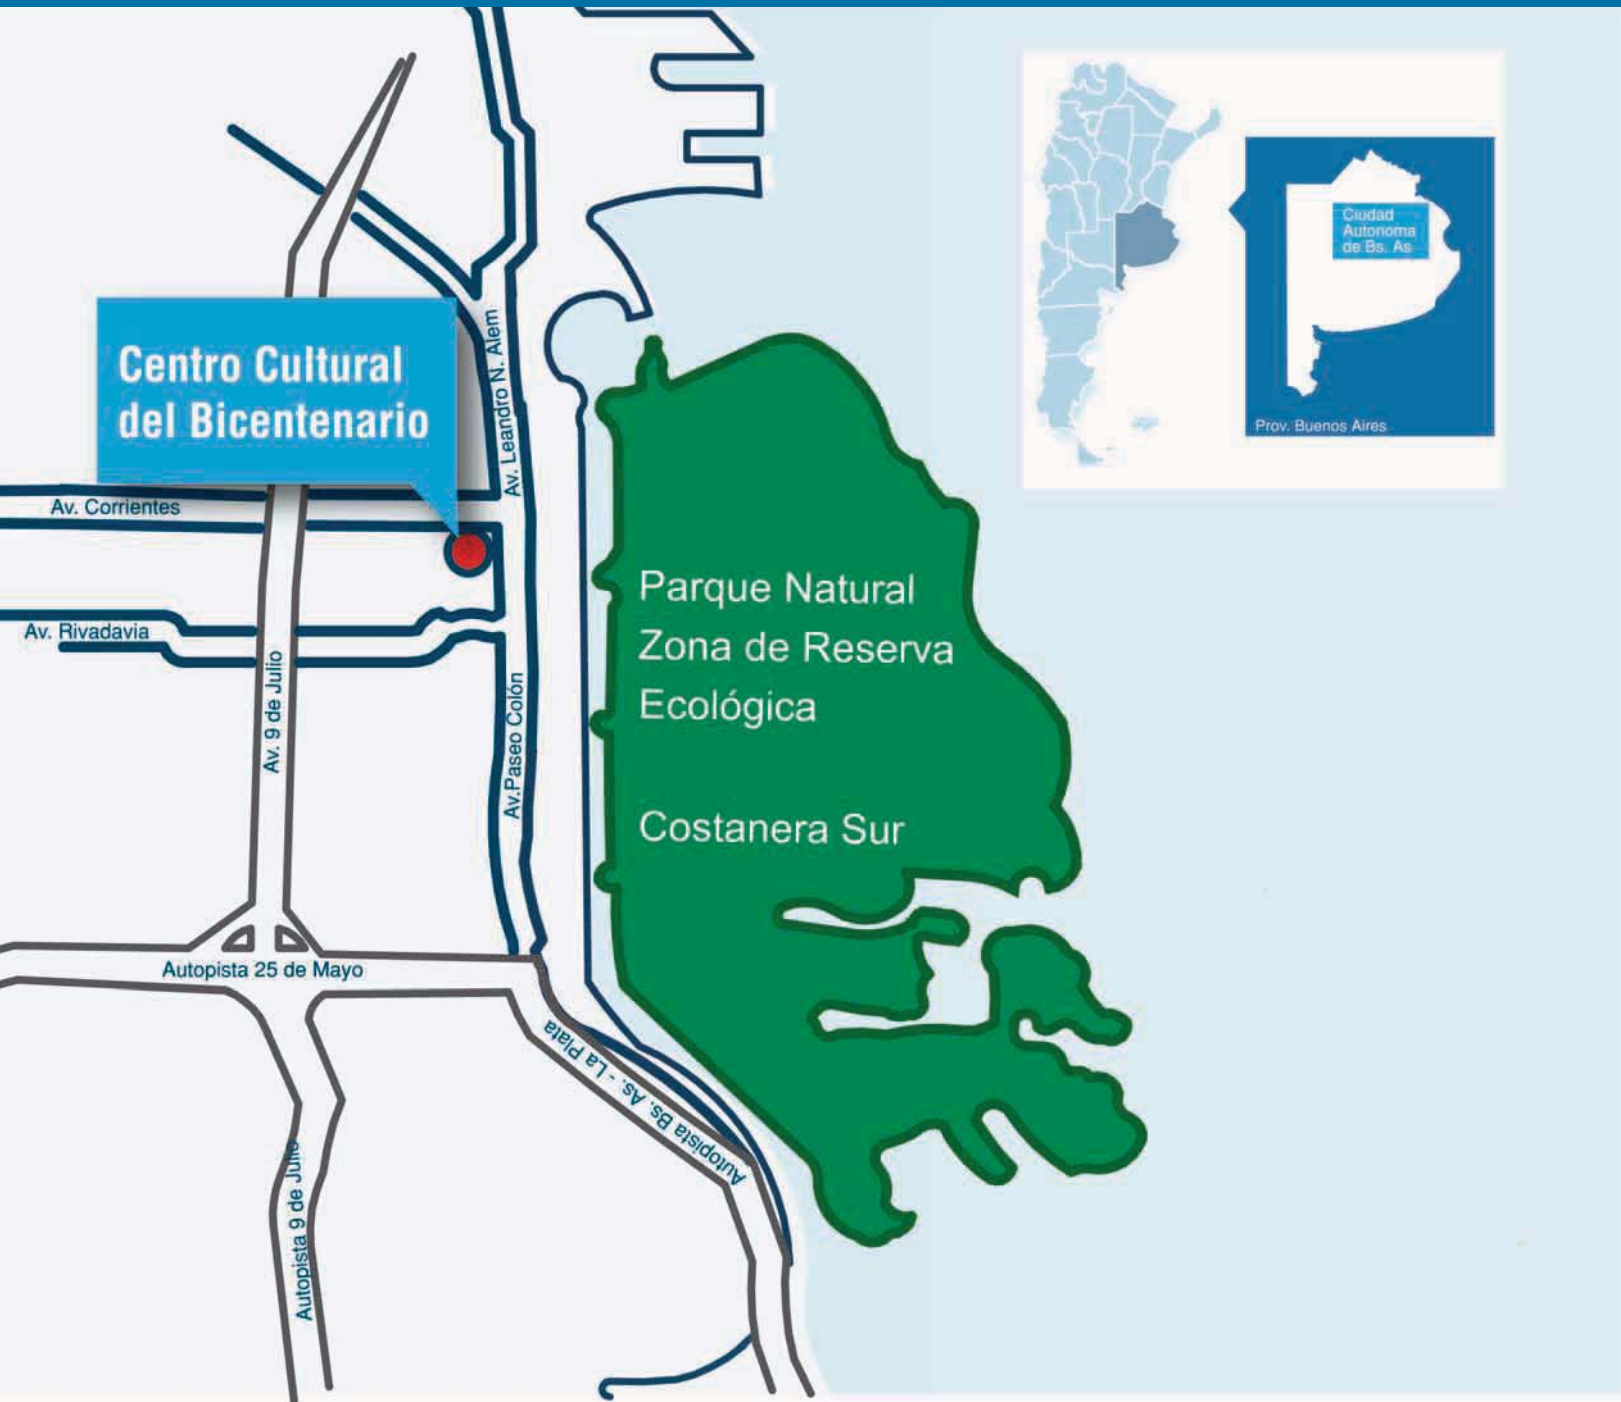 Ciudad
Autonoma
de Bs. As
Prov. Buenos Aires
Av. Leandro N. Alem
Centro Cultural
del Bicentenario
Av. Corrientes
Parque Natural
Zona de Reserva
Ecológica
Costanera Sur
Av. Rivadavia
Av. 9 de Julio
Av.Paseo Colón
Autopista 25 de Mayo
Autopista Bs. As. - La Plata
Autopista 9 de Julio